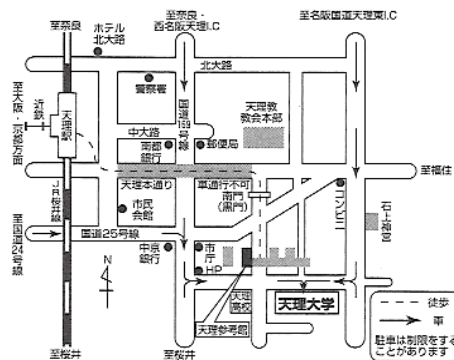 至奈良
ホテル
北大路
至奈良・
西名阪天理I.C
至名阪国道天理東I.C
北大路
警察署
至大阪・京都方面
近鉄
天理駅
国道169号線
天理教
教会本部
中大路
南都
銀行
郵便局
至福住
天理本通り
車通行不可
南門
(黒門)
JR桜井線
市民
会館
コンビニ
石上神宮
至国道24号線
国道25号線
中京
銀行
市庁
HP
N
天理
高校
天理大学
天理参考館
徒歩
車
駐車は制限をする
ことがあります
至桜井
至桜井